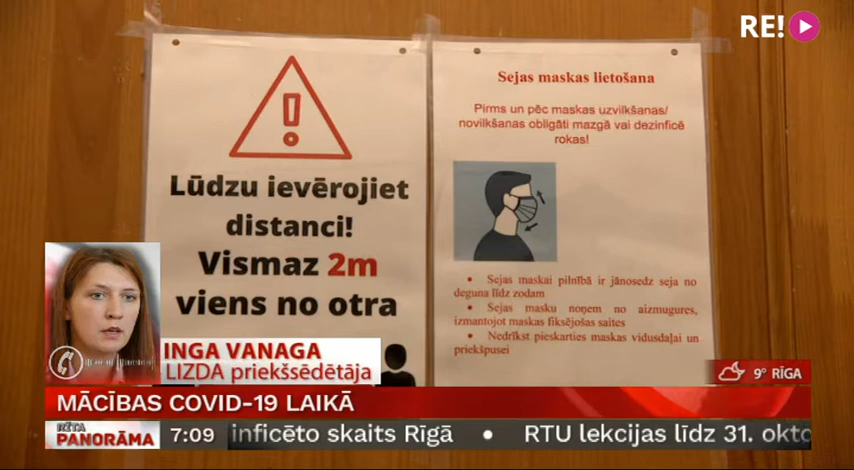 RE!
Lūdzu ievērojiet
distanci!
Vismaz 2m
viens no otra
Sejas maskas lietošana
Pirms un pēc maskas uzvilkšanas/
novilkšanas obligāti mazgā vai dezinficē
rokas!
• Sejas maskai pilnībā ir jānosedz seja no
deguna līdz zodam
• Sejas masku noņem no aizmugures,
izmantojot maskas fiksējošas saites
• Nedrīkst pieskarties maskas vidusdaļai un
priekšpusei
INGA VANAGA
LIZDA priekšsēdētāja
9° RĪGA
MĀCĪBAS COVID-19 LAIKĀ
RĪTA
PANORĀMA
7:09 inficēto skaits Rīgā • RTU lekcijas līdz 31. okto